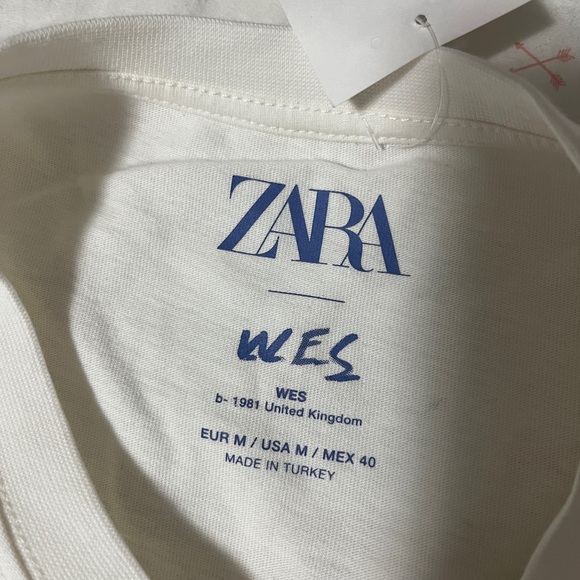 ZARA
WES
WES
b- 1981 United Kingdom
EUR M / USA M / MEX 40
MADE IN TURKEY